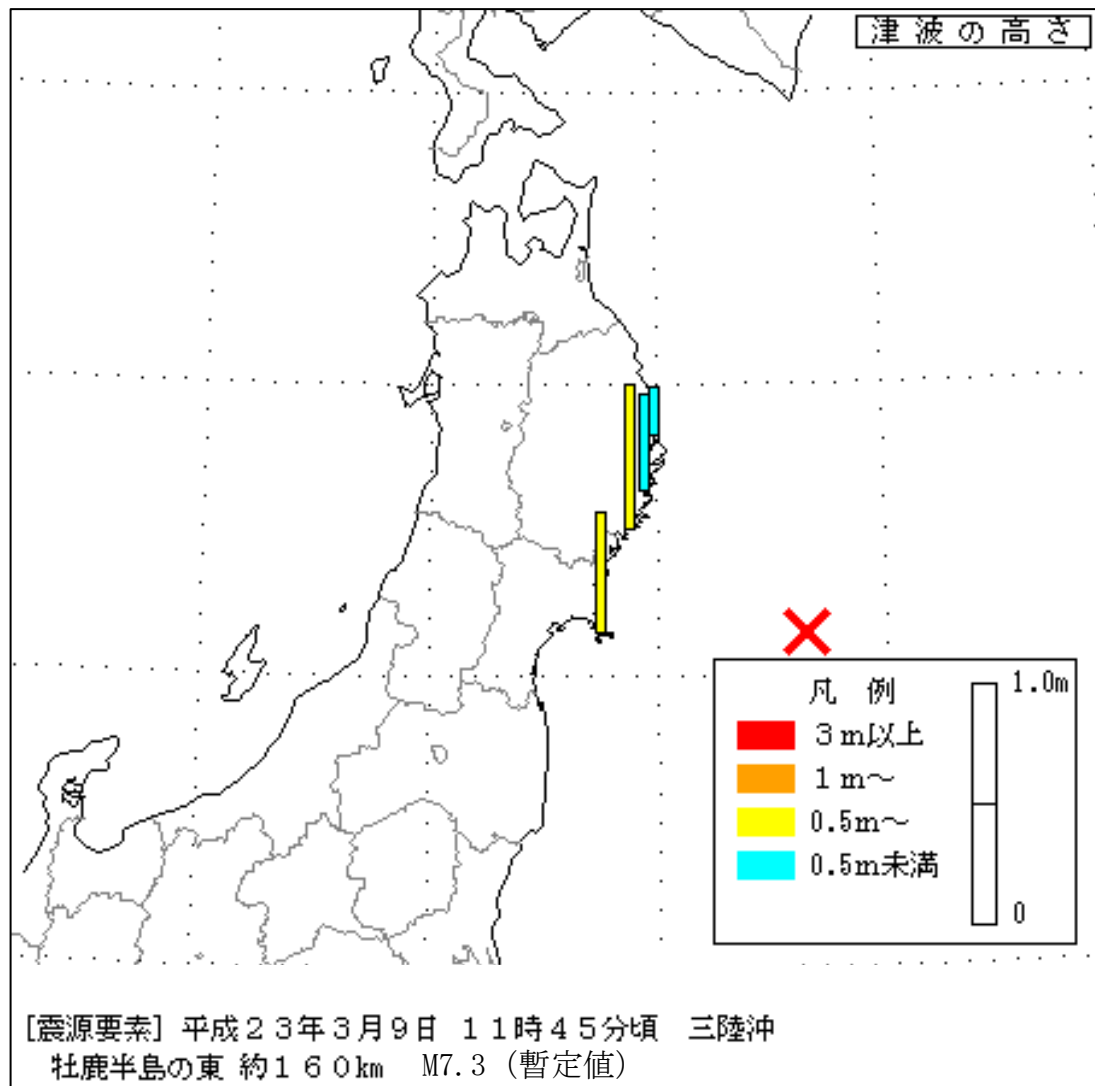 津波の高さ
凡 例
３ｍ以上
１ｍ～
0.5ｍ～
0.5ｍ未満
1.0m
0
[震源要素] 平成２３年３月９日 １１時４５分頃 三陸沖
牡鹿半島の東 約１６０km M7.3 (暫定値)